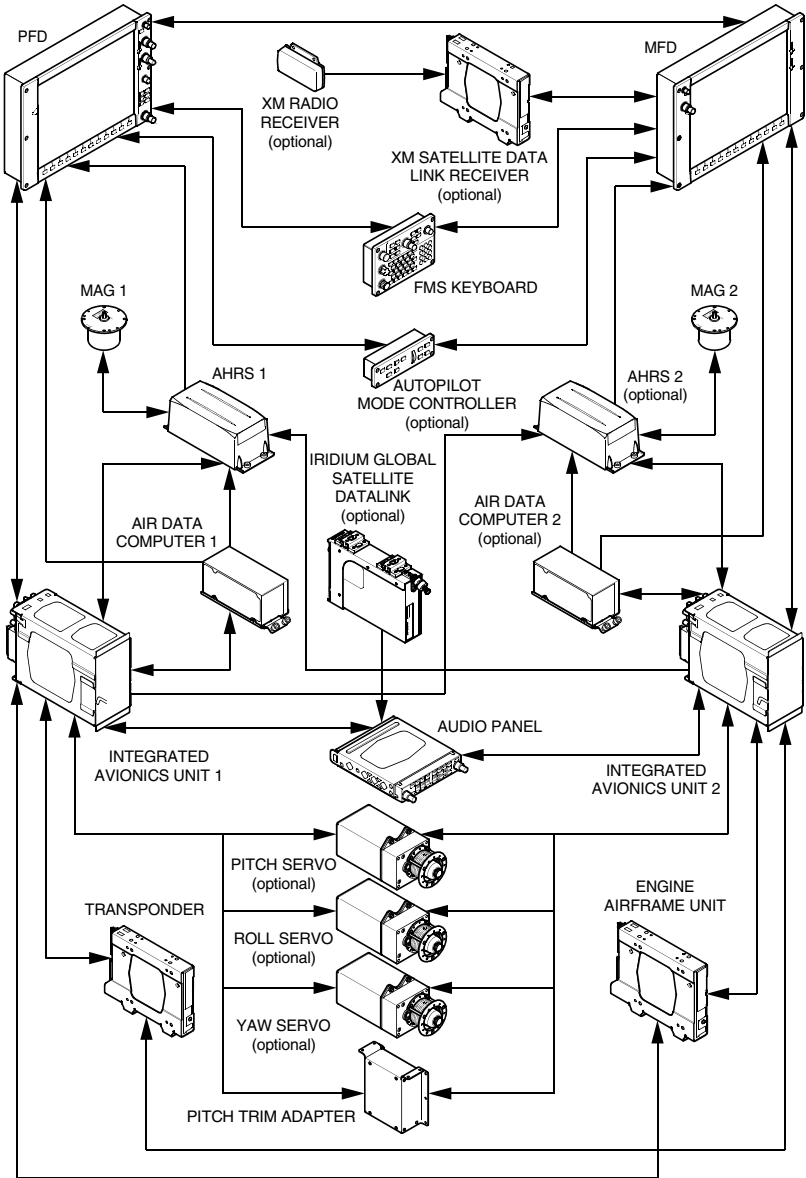 PFD
MFD
XM RADIO
RECEIVER
(optional)
XM SATELLITE DATA
LINK RECEIVER
(optional)
FMS KEYBOARD
MAG 1
MAG 2
AHRS 1
AUTOPILOT
MODE CONTROLLER
(optional)
AHRS 2
(optional)
IRIDIUM GLOBAL
SATELLITE
DATALINK
(optional)
AIR DATA
COMPUTER 1
AIR DATA
COMPUTER 2
(optional)
INTEGRATED
AVIONICS UNIT 1
AUDIO PANEL
INTEGRATED
AVIONICS UNIT 2
PITCH SERVO
(optional)
TRANSPONDER
ROLL SERVO
(optional)
ENGINE
AIRFRAME UNIT
YAW SERVO
(optional)
PITCH TRIM ADAPTER